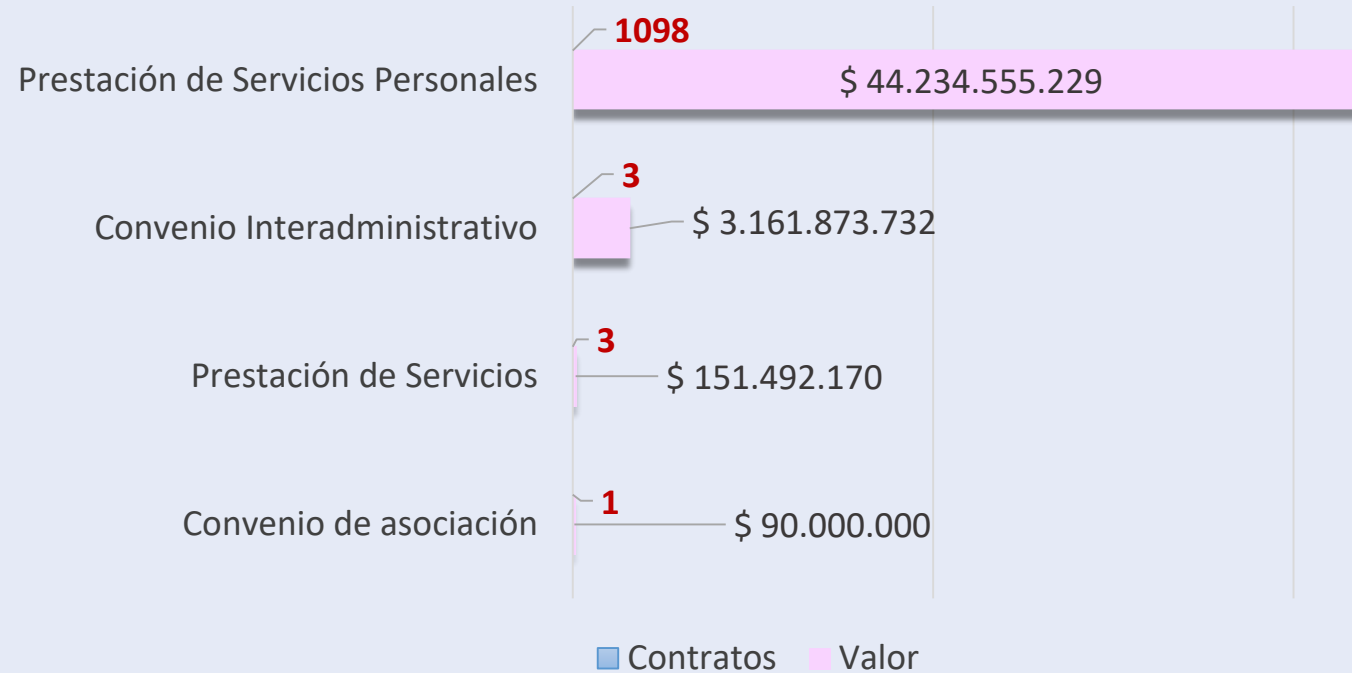 1098
Prestación de Servicios Personales
$ 44.234.555.229
3
Convenio Interadministrativo
$ 3.161.873.732
3
Prestación de Servicios
$ 151.492.170
1
Convenio de asociación
$ 90.000.000
Contratos
Valor